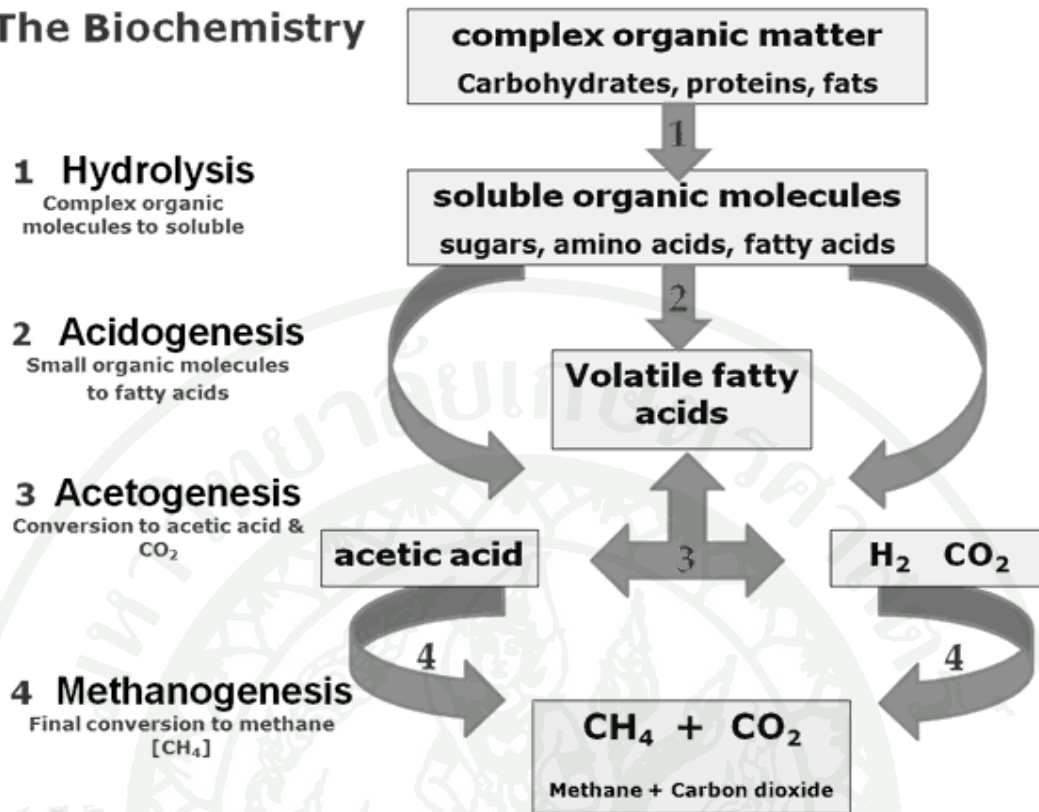 The Biochemistry
complex organic matter
Carbohydrates, proteins, fats
1
1 Hydrolysis
Complex organic
molecules to soluble
soluble organic molecules
sugars, amino acids, fatty acids
2
2 Acidogenesis
Small organic molecules
to fatty acids
Volatile fatty
acids
3 Acetogenesis
Conversion to acetic acid &
CO₂
acetic acid
3
H₂ CO₂
4
4
4 Methanogenesis
Final conversion to methane
[CH₄]
CH₄ + CO₂
Methane + Carbon dioxide